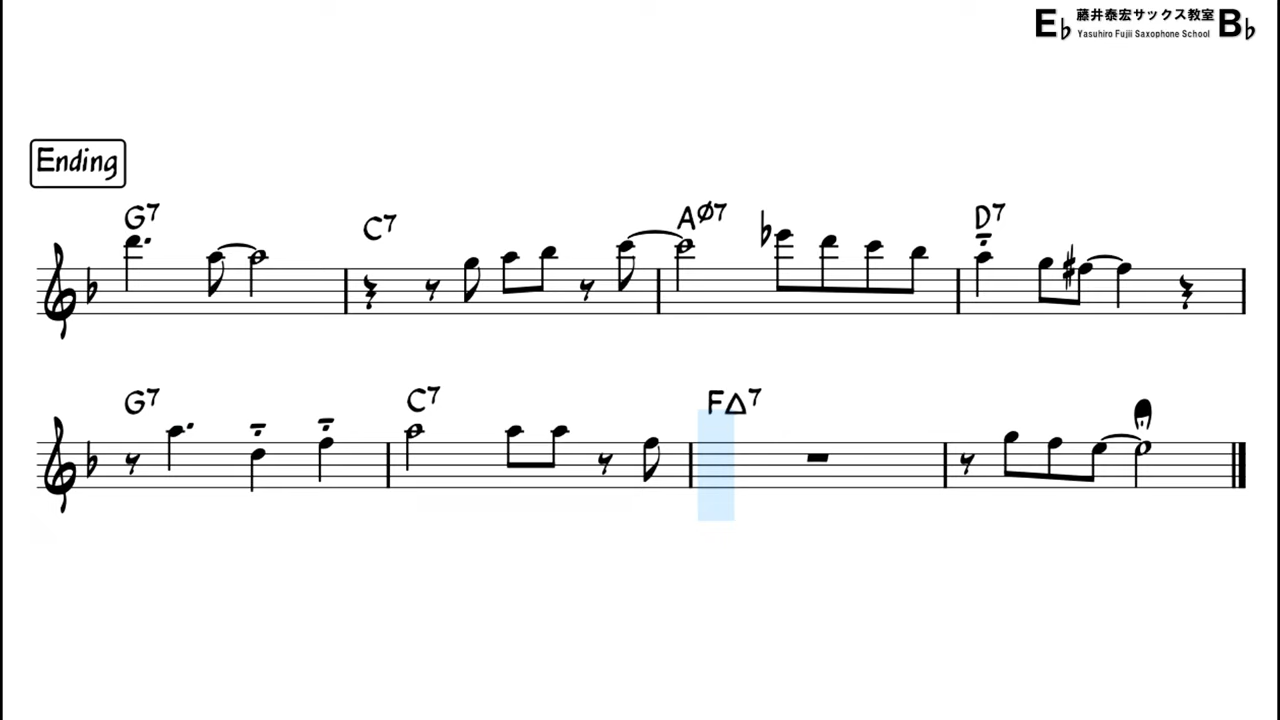 E♭ 藤井泰宏サックス教室 B♭
Yasuhiro Fujii Saxophone School
Ending
G7 C7 AØ7 D7
G7 C7 F△7